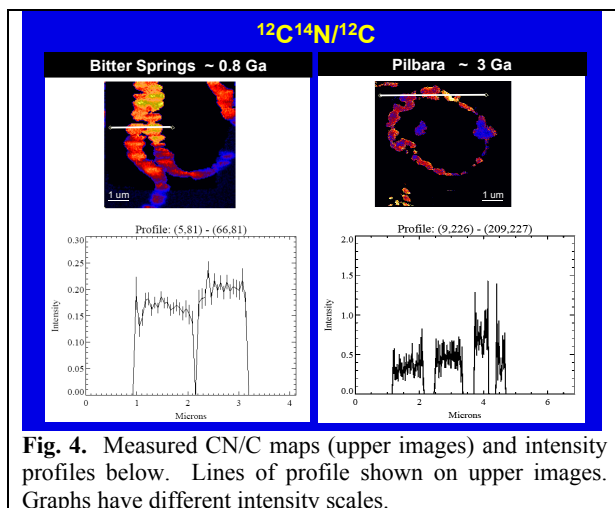 ¹²C¹⁴N/¹²C
Bitter Springs ~ 0.8 Ga
Pilbara ~ 3 Ga
1 um
1 um
Profile: (5,81) - (66,81)
0.30
0.25
0.20
0.15
0.10
0.05
0.00
Intensity
0 1 2 3 4
Microns
Profile: (9,226) - (209,227)
2.0
1.5
1.0
0.5
0.0
Intensity
0 2 4 6
Microns
Fig. 4. Measured CN/C maps (upper images) and intensity
profiles below. Lines of profile shown on upper images.
Graphs have different intensity scales.